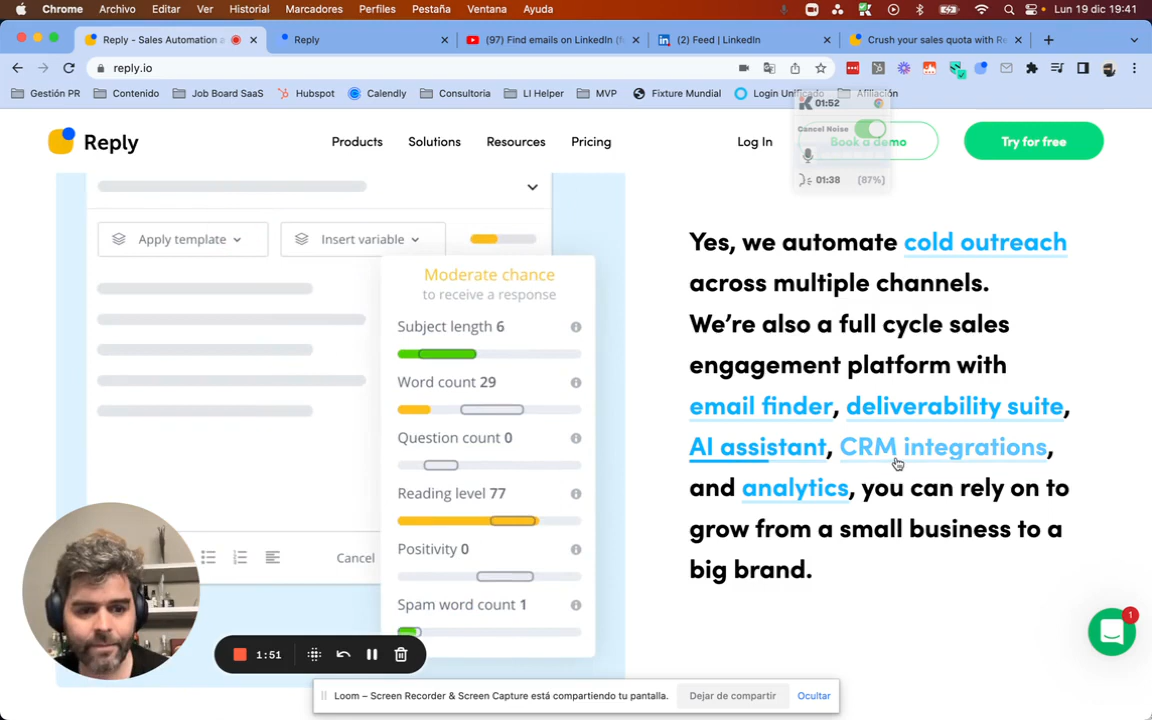 Chrome Archivo Editar Ver Historial Marcadores Perfiles Pestaña Ventana Ayuda Lun 19 dic 19:41
Reply - Sales Automation a
Reply
(97) Find emails on LinkedIn (f
(2) Feed | LinkedIn
Crush your sales quota with Re
reply.io
Gestión PR Contenido Job Board SaaS Hubspot Calendly Consultoria LI Helper MVP Fixture Mundial Login Unificado Afiliación
01:52
Cancel Noise
01:38 (87%)
Reply
Products Solutions Resources Pricing Log In Book a demo Try for free
Apply template
Insert variable
Moderate chance
to receive a response
Subject length 6
Word count 29
Question count 0
Reading level 77
Positivity 0
Spam word count 1
Cancel
Yes, we automate cold outreach
across multiple channels.
We're also a full cycle sales
engagement platform with
email finder, deliverability suite,
AI assistant, CRM integrations,
and analytics, you can rely on to
grow from a small business to a
big brand.
1
1:51
Loom – Screen Recorder & Screen Capture está compartiendo tu pantalla.
Dejar de compartir
Ocultar